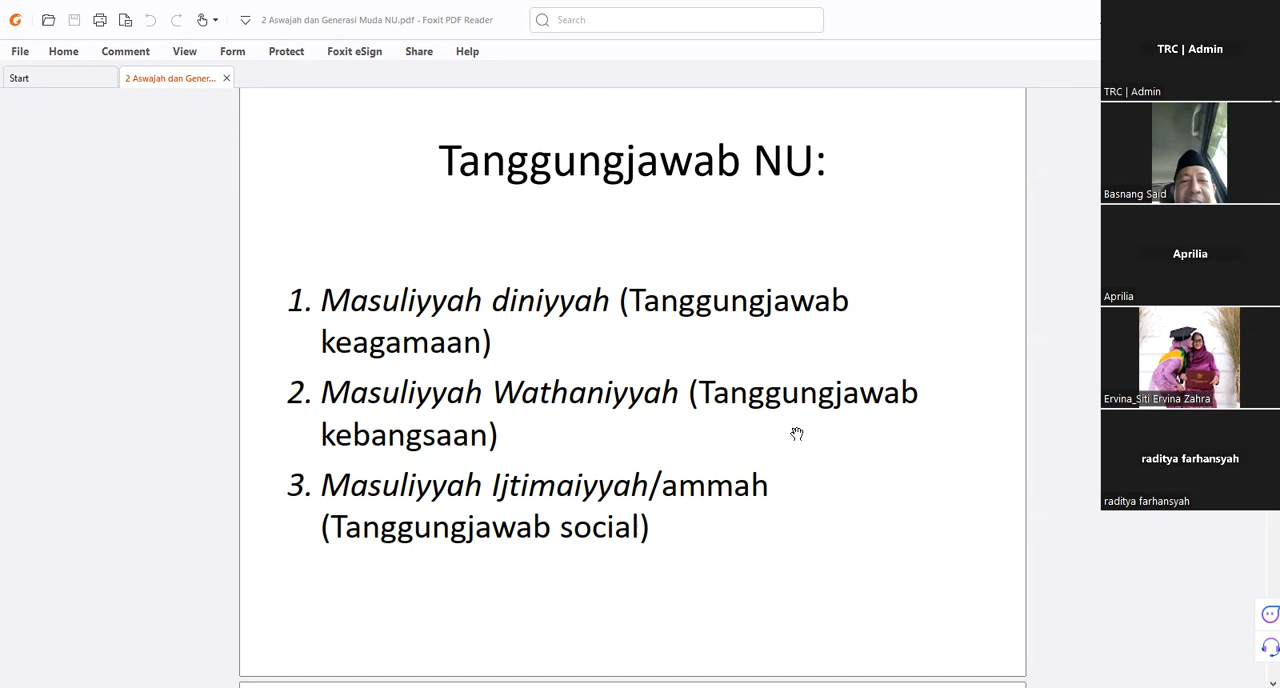 2 Aswajah dan Generasi Muda NU.pdf - Foxit PDF Reader
Search
File Home Comment View Form Protect Foxit eSign Share Help
Start
2 Aswajah dan Gener...
Tanggungjawab NU:
1. Masuliyyah diniyyah (Tanggungjawab
keagamaan)
2. Masuliyyah Wathaniyyah (Tanggungjawab
kebangsaan)
3. Masuliyyah Ijtimaiyyah/ammah
(Tanggungjawab social)
TRC | Admin
TRC | Admin
Basnang Said
Aprilia
Aprilia
Ervina_Siti Ervina Zahra
raditya farhansyah
raditya farhansyah